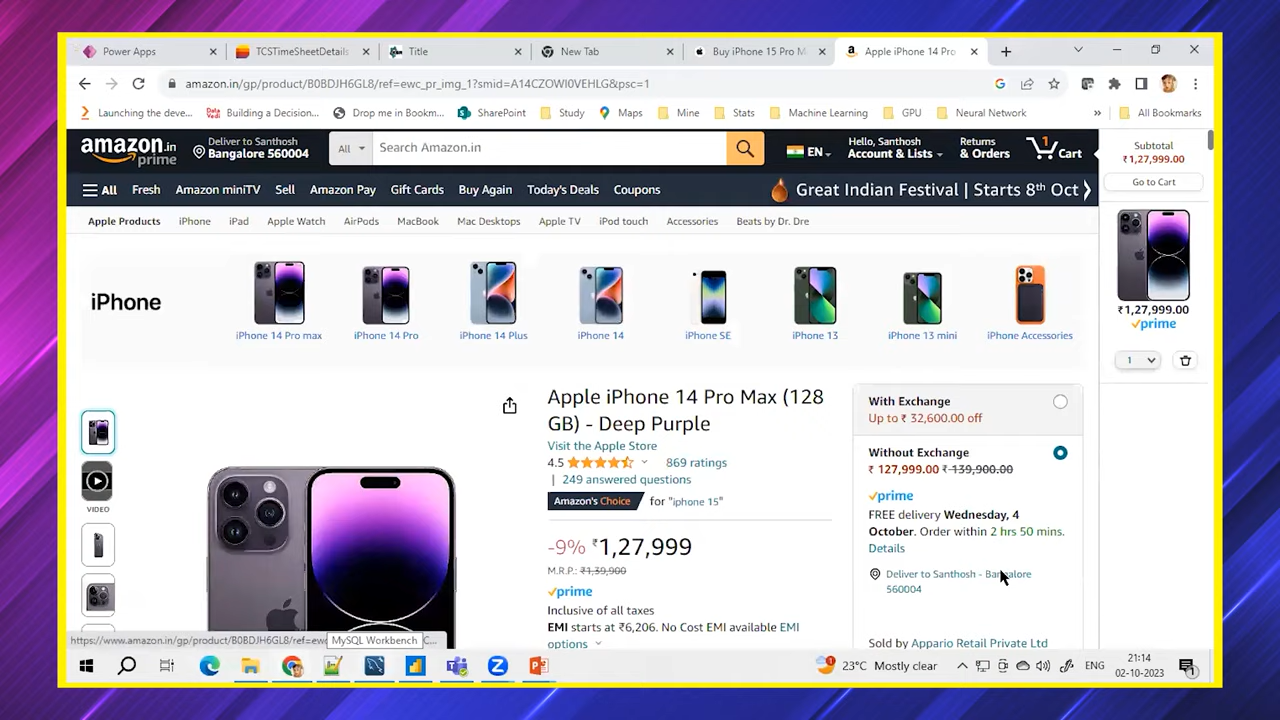 Power Apps
TCSTimeSheetDetails
Title
New Tab
Buy iPhone 15 Pro M
Apple iPhone 14 Pro
amazon.in/gp/product/B0BDJH6GL8/ref=ewc_pr_img_1?smid=A14CZOWI0VEHLG&psc=1
Launching the deve...
Building a Decision...
Drop me in Bookm...
SharePoint
Study
Maps
Mine
Stats
Machine Learning
GPU
Neural Network
»
All Bookmarks
amazon.in
prime
Deliver to Santhosh
Bangalore 560004
All
Search Amazon.in
EN
Hello, Santhosh
Account & Lists
Returns
& Orders
1
Cart
Subtotal
₹1,27,999.00
Go to Cart
All
Fresh
Amazon miniTV
Sell
Amazon Pay
Gift Cards
Buy Again
Today's Deals
Coupons
Great Indian Festival | Starts 8th Oct
Apple Products
iPhone
iPad
Apple Watch
AirPods
MacBook
Mac Desktops
Apple TV
iPod touch
Accessories
Beats by Dr. Dre
iPhone
iPhone 14 Pro max
iPhone 14 Pro
iPhone 14 Plus
iPhone 14
iPhone SE
iPhone 13
iPhone 13 mini
iPhone Accessories
₹1,27,999.00
prime
1
Apple iPhone 14 Pro Max (128
GB) - Deep Purple
Visit the Apple Store
4.5
869 ratings
| 249 answered questions
Amazon's Choice
for "iphone 15"
-9% ₹1,27,999
M.R.P.: ₹1,39,900
prime
Inclusive of all taxes
EMI starts at ₹6,206. No Cost EMI available EMI
options
VIDEO
With Exchange
Up to ₹ 32,600.00 off
Without Exchange
₹ 127,999.00 ₹ 139,900.00
prime
FREE delivery Wednesday, 4
October. Order within 2 hrs 50 mins.
Details
Deliver to Santhosh - Bangalore
560004
Sold by Appario Retail Private Ltd
https://www.amazon.in/gp/product/B0BDJH6GL8/ref=ewc
MySQL Workbench
C...
23°C Mostly clear
ENG
21:14
02-10-2023